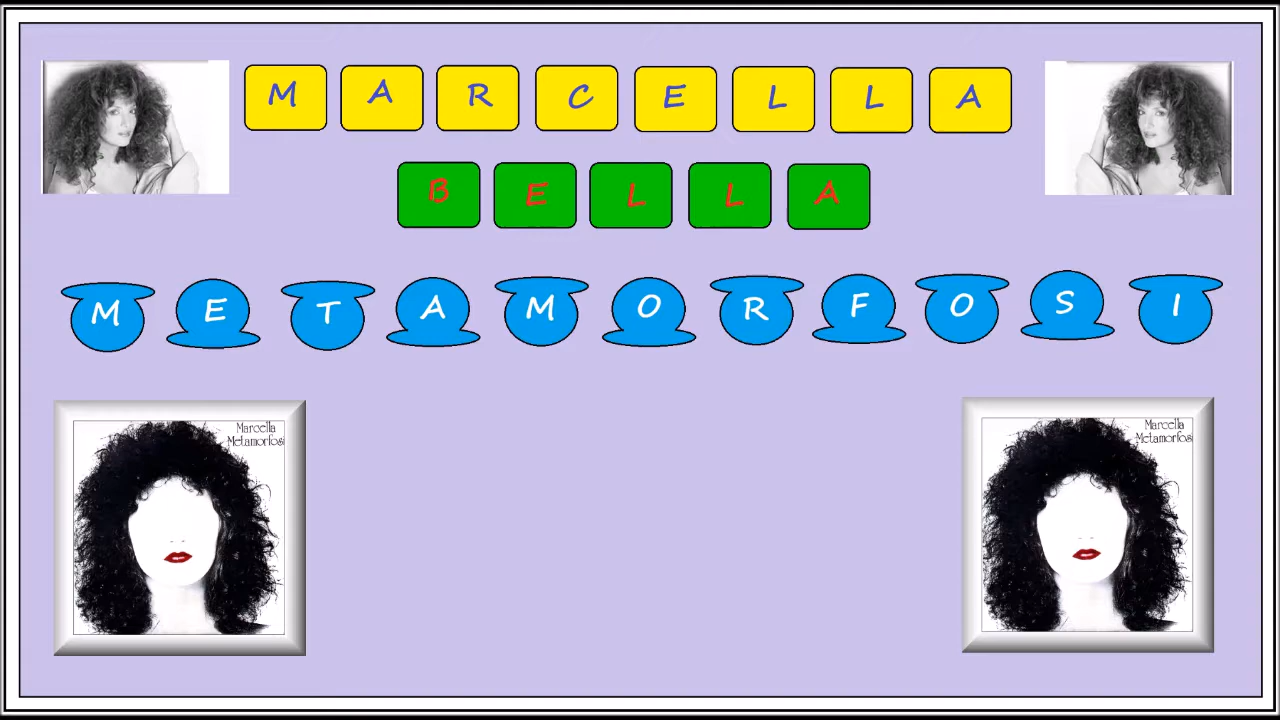 MARCELLA
BELLA
METAMORFOSI
Marcella
Metamorfosi
Marcella
Metamorfosi